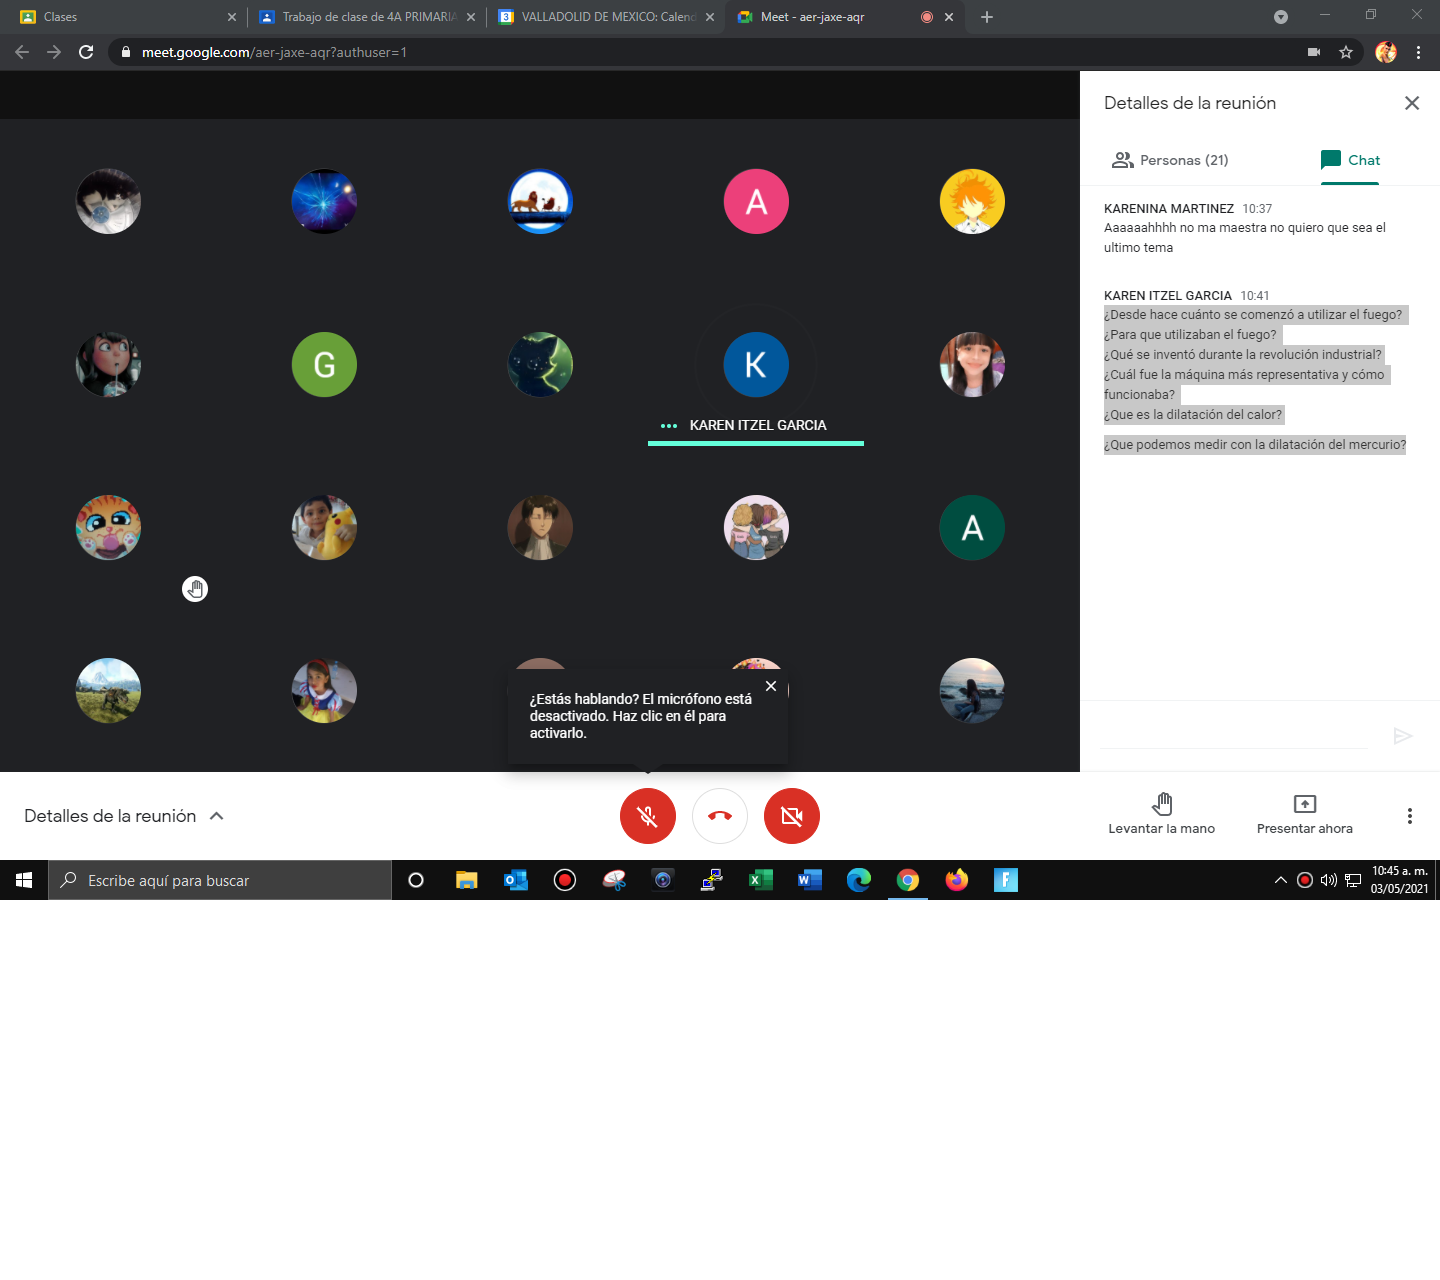 Clases
Trabajo de clase de 4A PRIMARIA
VALLADOLID DE MEXICO: Calend
Meet - aer-jaxe-aqr
meet.google.com/aer-jaxe-aqr?authuser=1
Detalles de la reunión
Personas (21)
Chat
KARENINA MARTINEZ 10:37
Aaaaaahhhh no ma maestra no quiero que sea el
ultimo tema
KAREN ITZEL GARCIA 10:41
¿Desde hace cuánto se comenzó a utilizar el fuego?
¿Para que utilizaban el fuego?
¿Qué se inventó durante la revolución industrial?
¿Cuál fue la máquina más representativa y cómo
funcionaba?
¿Que es la dilatación del calor?
¿Que podemos medir con la dilatación del mercurio?
A
G
K
KAREN ITZEL GARCIA
A
¿Estás hablando? El micrófono está
desactivado. Haz clic en él para
activarlo.
Detalles de la reunión
Levantar la mano
Presentar ahora
Escribe aquí para buscar
10:45 a. m.
03/05/2021